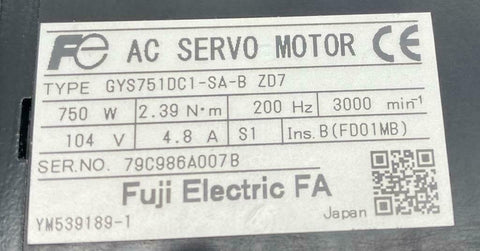 Fe AC SERVO MOTOR CE
TYPE GYS751DC1-SA-B ZD7
750 W 2.39 N·m 200 Hz 3000 min⁻¹
104 V 4.8 A S1 Ins.B(FD01MB)
SER.NO. 79C986A007B
Fuji Electric FA
YM539189-1 Japan